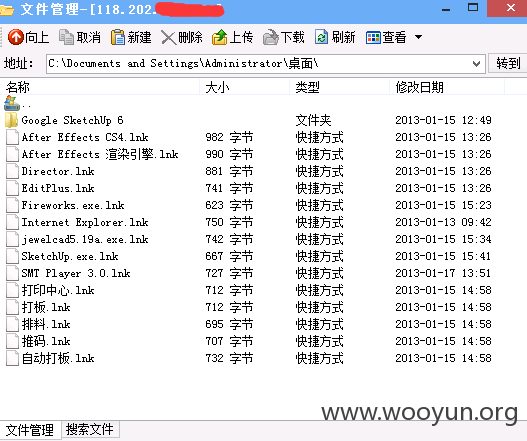 文件管理-[118.202.
向上 取消 新建 删除 上传 下载 刷新 查看
地址: C:\Documents and Settings\Administrator\桌面\ 转到
名称 大小 类型 修改日期
..
Google SketchUp 6 文件夹 2013-01-15 12:49
After Effects CS4.lnk 982 字节 快捷方式 2013-01-15 13:26
After Effects 渲染引擎.lnk 990 字节 快捷方式 2013-01-15 13:26
Director.lnk 881 字节 快捷方式 2013-01-15 13:26
EditPlus.lnk 741 字节 快捷方式 2013-01-15 13:26
Fireworks.exe.lnk 623 字节 快捷方式 2013-01-15 15:23
Internet Explorer.lnk 750 字节 快捷方式 2013-01-13 09:42
jewelcad5.19a.exe.lnk 742 字节 快捷方式 2013-01-15 15:34
SketchUp.exe.lnk 667 字节 快捷方式 2013-01-15 15:41
SMT Player 3.0.lnk 727 字节 快捷方式 2013-01-17 13:51
打印中心.lnk 712 字节 快捷方式 2013-01-15 14:58
打板.lnk 712 字节 快捷方式 2013-01-15 14:58
排料.lnk 695 字节 快捷方式 2013-01-15 14:58
推码.lnk 707 字节 快捷方式 2013-01-15 14:58
自动打板.lnk 732 字节 快捷方式 2013-01-15 14:58
www.wooyun.org
文件管理 搜索文件